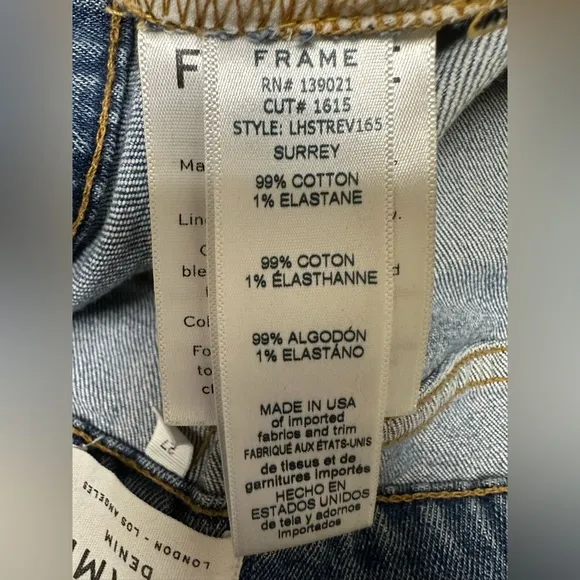 FRAME
RN# 139021
CUT# 1615
STYLE: LHSTREV165
SURREY
99% COTTON
1% ELASTANE
99% COTON
1% ÉLASTHANNE
99% ALGODÓN
1% ELASTÁNO
MADE IN USA
of imported
fabrics and trim
FABRIQUÉ AUX ÉTATS-UNIS
de tissus et de
garnitures importés
HECHO EN
ESTADOS UNIDOS
de tela y adornos
importados
27
DENIM
LONDON - LOS ANGELES